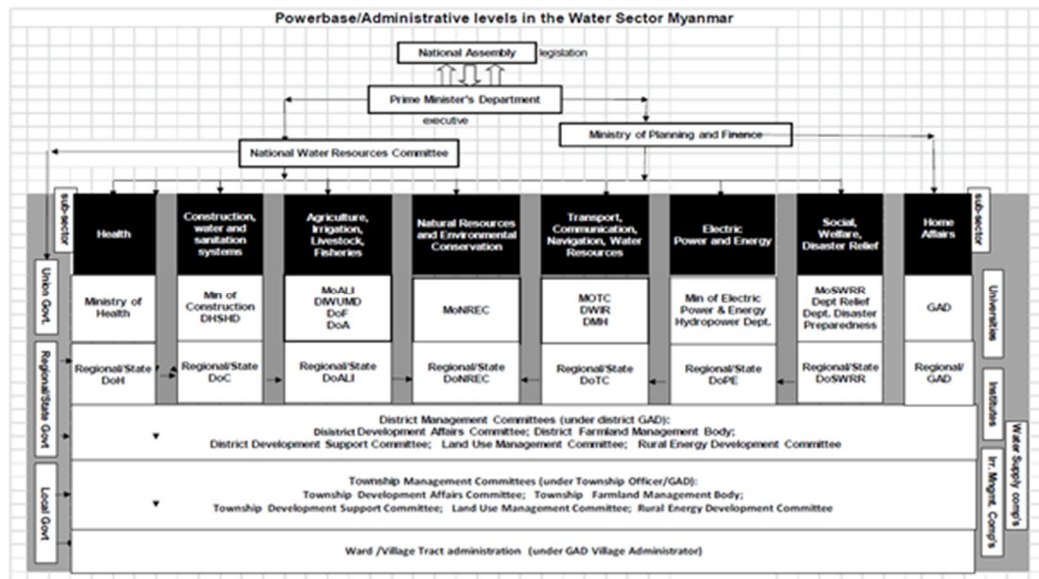 Powerbase/Administrative levels in the Water Sector Myanmar
National Assembly
legislation
Prime Minister's Department
executive
Ministry of Planning and Finance
National Water Resources Committee
sub-sector
Health
Construction,
water and
sanitation
systems
Agriculture,
Irrigation,
Livestock,
Fisheries
Natural Resources
and Environmental
Conservation
Transport,
Communication,
Navigation, Water
Resources
Electric
Power and Energy
Social,
Welfare,
Disaster Relief
Home
Affairs
sub-sector
Union Govt.
Ministry of
Health
Min of
Construction
DHSHD
MoALI
DIWUMD
DoF
DoA
MoNREC
MOTC
DWIR
DMH
Min of Electric
Power & Energy
Hydropower Dept.
MoSWRR
Dept Relief
Dept. Disaster
Preparedness
GAD
Universities
Regional/State Govt
Regional/State
DoH
Regional/State
DoC
Regional/State
DoALI
Regional/State
DoNREC
Regional/State
DoTC
Regional/State
DoPE
Regional/State
DoSWRR
Regional/
GAD
Institutes
District Management Committees (under district GAD):
Disistrict Development Affairs Committee; District Farmland Management Body;
District Development Support Committee; Land Use Management Committee; Rural Energy Development Committee
Water Supply comp's
Local Govt
Township Management Committees (under Township Officer/GAD):
Township Development Affairs Committee; Township Farmland Management Body;
Township Development Support Committee; Land Use Management Committee; Rural Energy Development Committee
Irr. Mngmt. Comp's
Ward /Village Tract administration (under GAD Village Administrator)